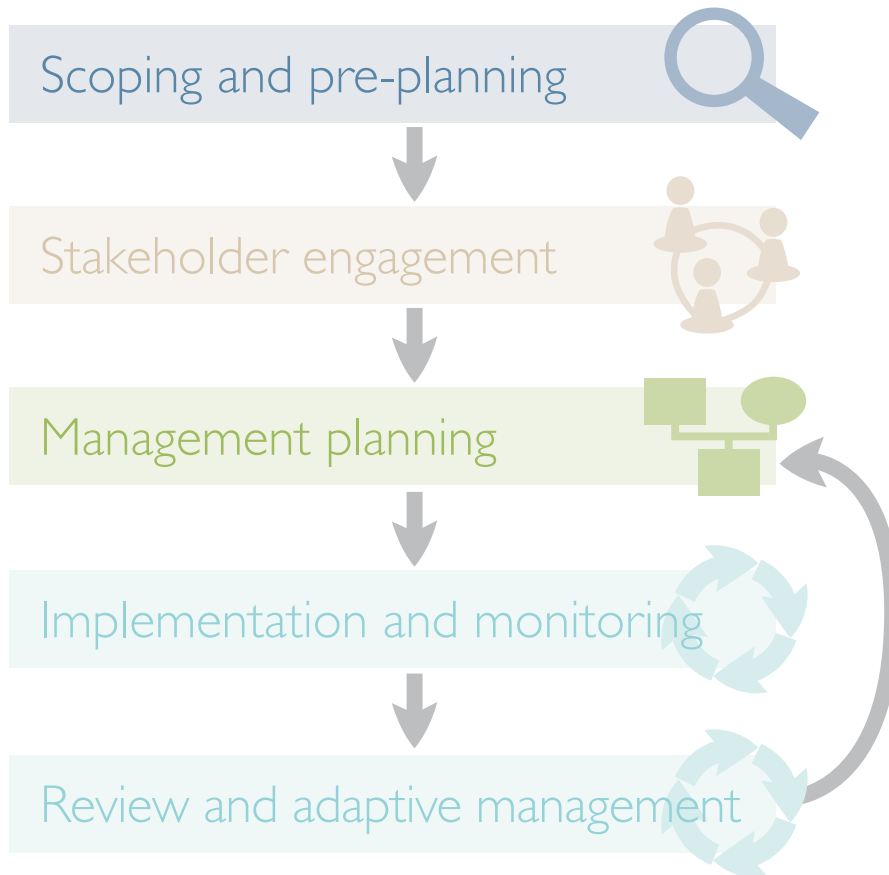 Scoping and pre-planning
Stakeholder engagement
Management planning
Implementation and monitoring
Review and adaptive management